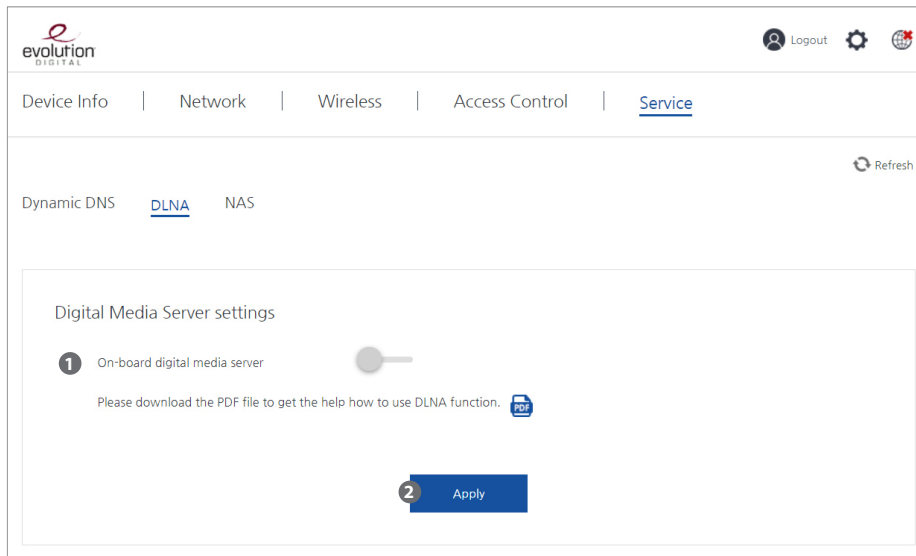 evolution
DIGITAL
Logout
Device Info | Network | Wireless | Access Control | Service
Refresh
Dynamic DNS DLNA NAS
Digital Media Server settings
1 On-board digital media server
Please download the PDF file to get the help how to use DLNA function. PDF
2 Apply